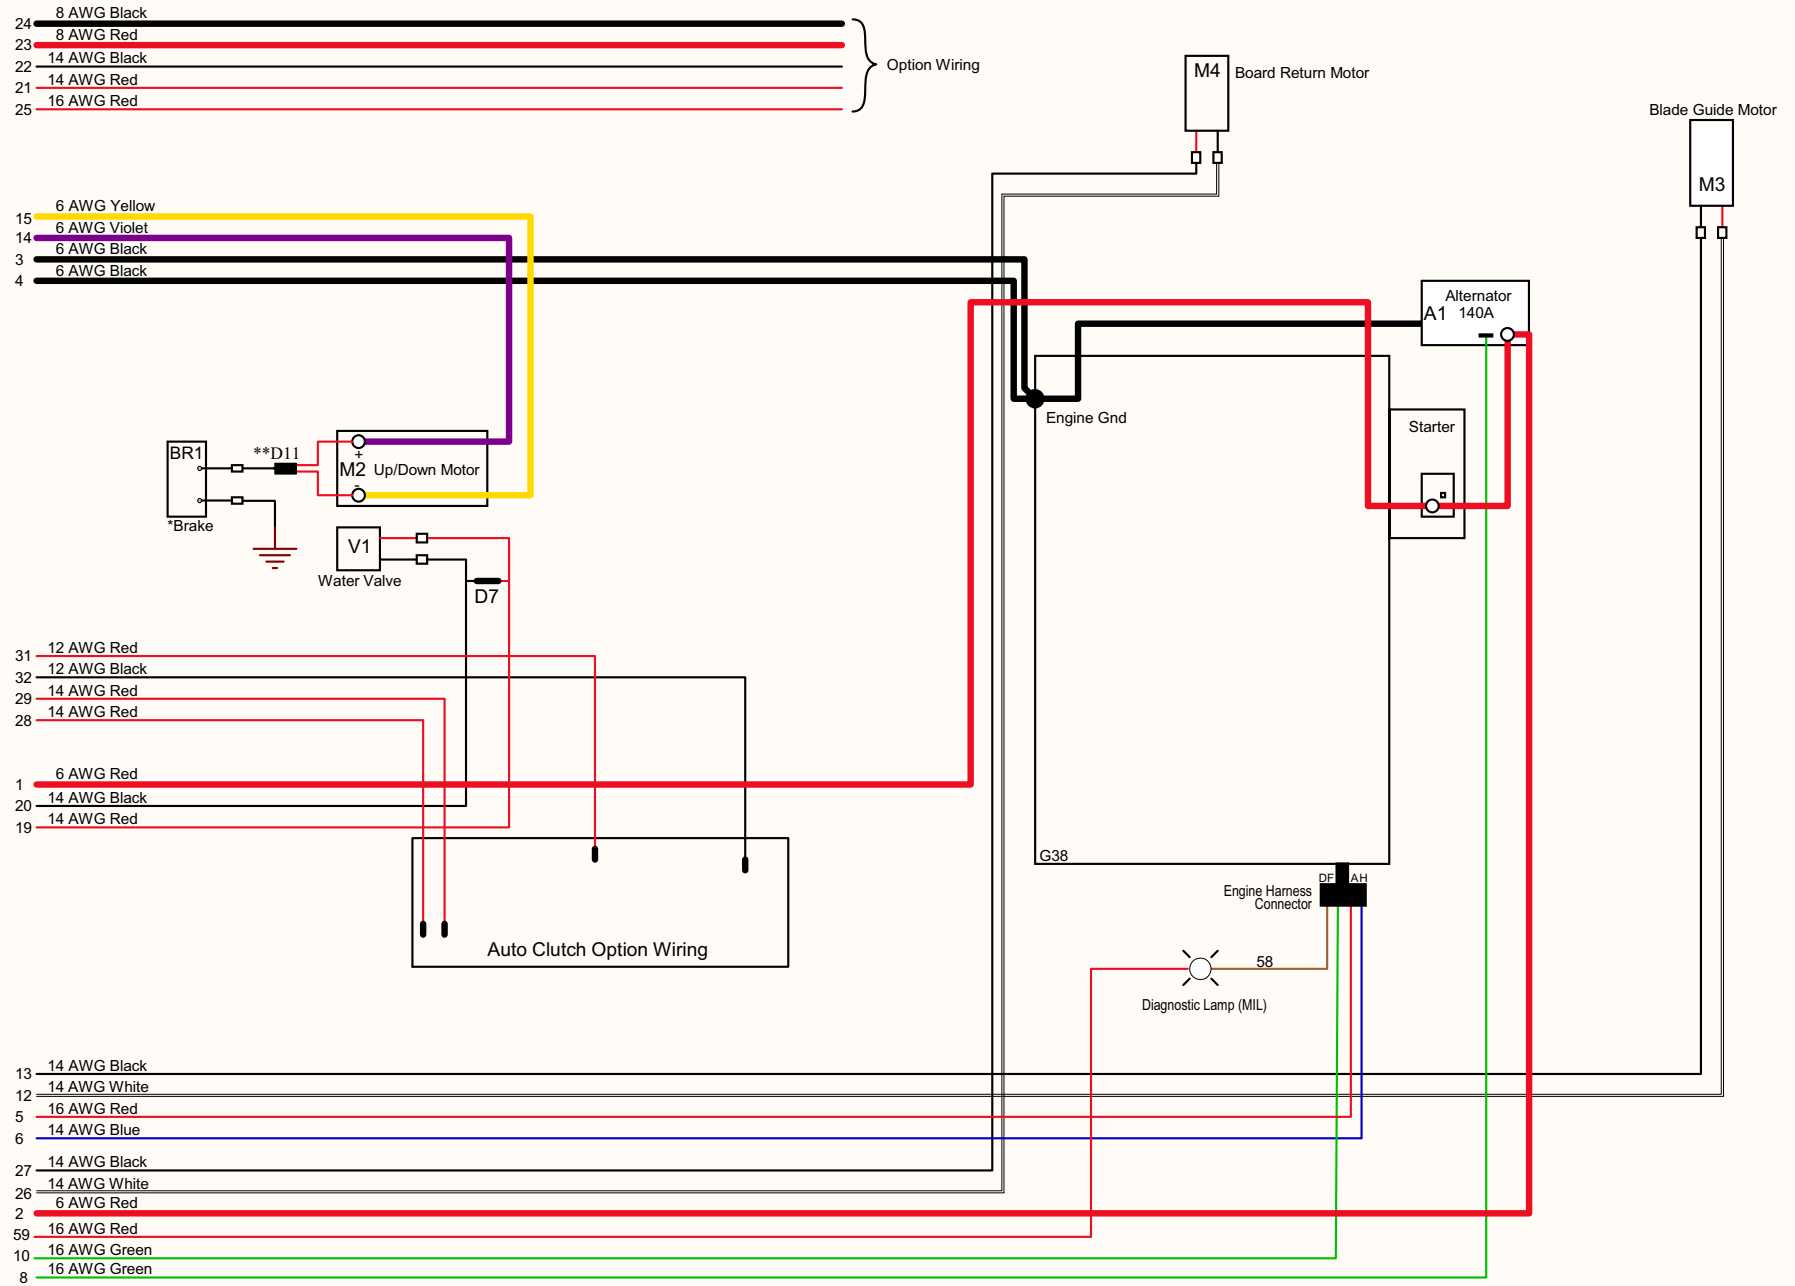 24 8 AWG Black
23 8 AWG Red
22 14 AWG Black
21 14 AWG Red
25 16 AWG Red
Option Wiring
M4 Board Return Motor
Blade Guide Motor
M3
15 6 AWG Yellow
14 6 AWG Violet
3 6 AWG Black
4 6 AWG Black
Alternator
A1 140A
Engine Gnd
Starter
BR1
**D11
*Brake
+
M2 Up/Down Motor
-
V1
Water Valve
D7
31 12 AWG Red
32 12 AWG Black
29 14 AWG Red
28 14 AWG Red
1 6 AWG Red
20 14 AWG Black
19 14 AWG Red
Auto Clutch Option Wiring
G38
DF AH
Engine Harness
Connector
58
Diagnostic Lamp (MIL)
13 14 AWG Black
12 14 AWG White
5 16 AWG Red
6 14 AWG Blue
27 14 AWG Black
26 14 AWG White
2 6 AWG Red
59 16 AWG Red
10 16 AWG Green
8 16 AWG Green